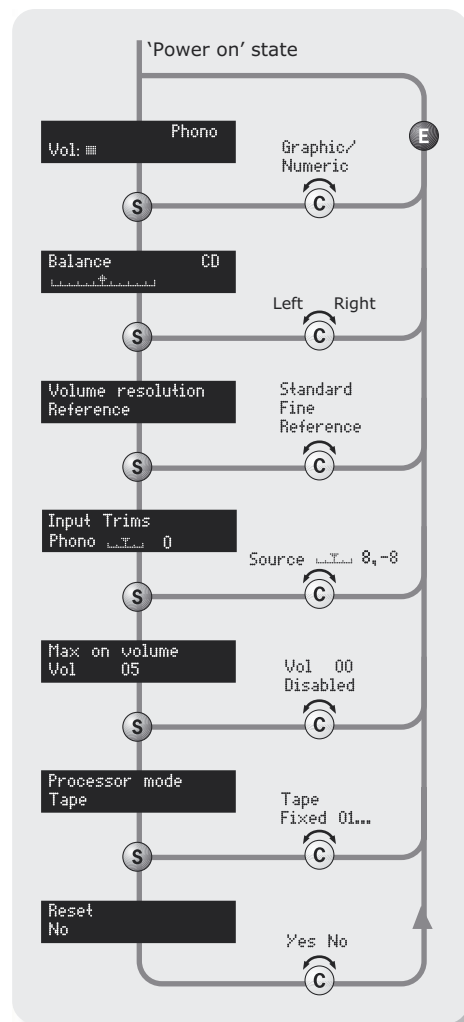 ‘Power on’ state
E
Phono
Vol:
Graphic/
Numeric
S
C
Balance CD
Left Right
S
C
Volume resolution
Reference
Standard
Fine
Reference
S
C
Input Trims
Phono 0
Source 8,-8
S
C
Max on volume
Vol 05
Vol 00
Disabled
S
C
Processor mode
Tape
Tape
Fixed 01...
S
C
Reset
No
Yes No
C